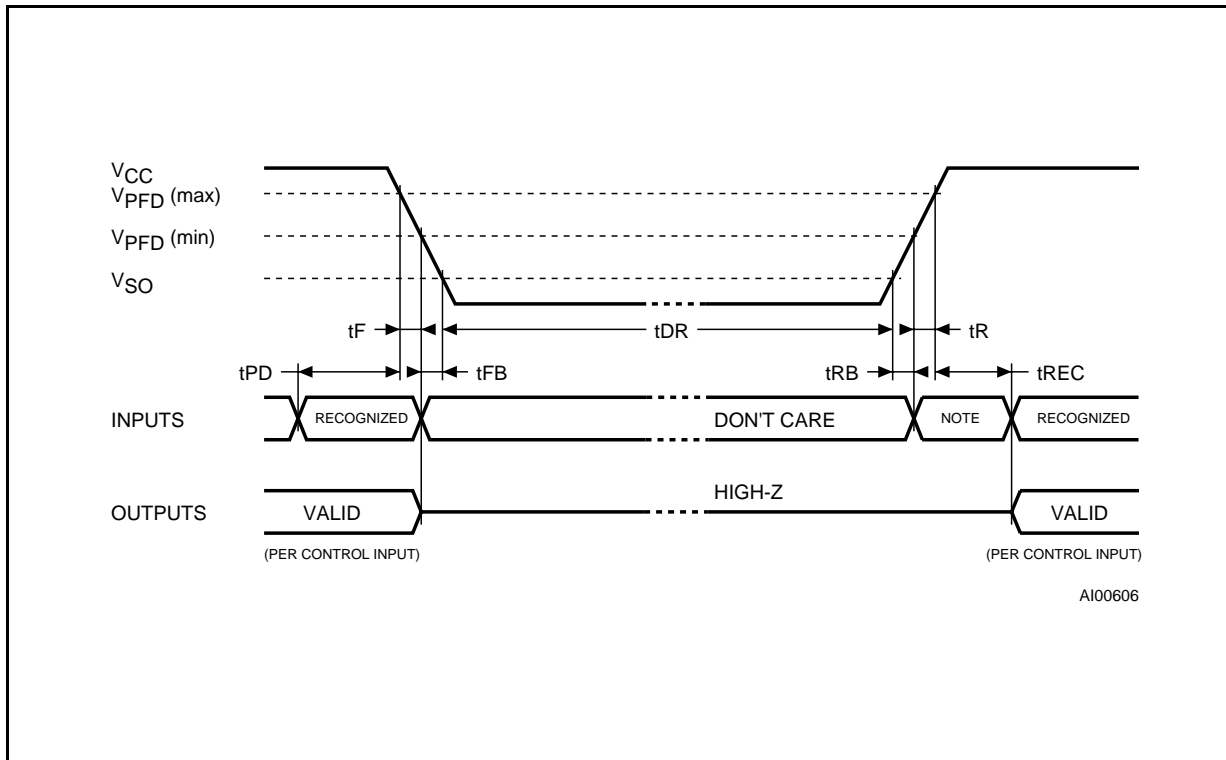 VCC
VPFD (max)
VPFD (min)
VSO
tF
tDR
tR
tPD
tFB
tRB
tREC
INPUTS
RECOGNIZED
DON'T CARE
NOTE
RECOGNIZED
HIGH-Z
OUTPUTS
VALID
VALID
(PER CONTROL INPUT)
(PER CONTROL INPUT)
AI00606